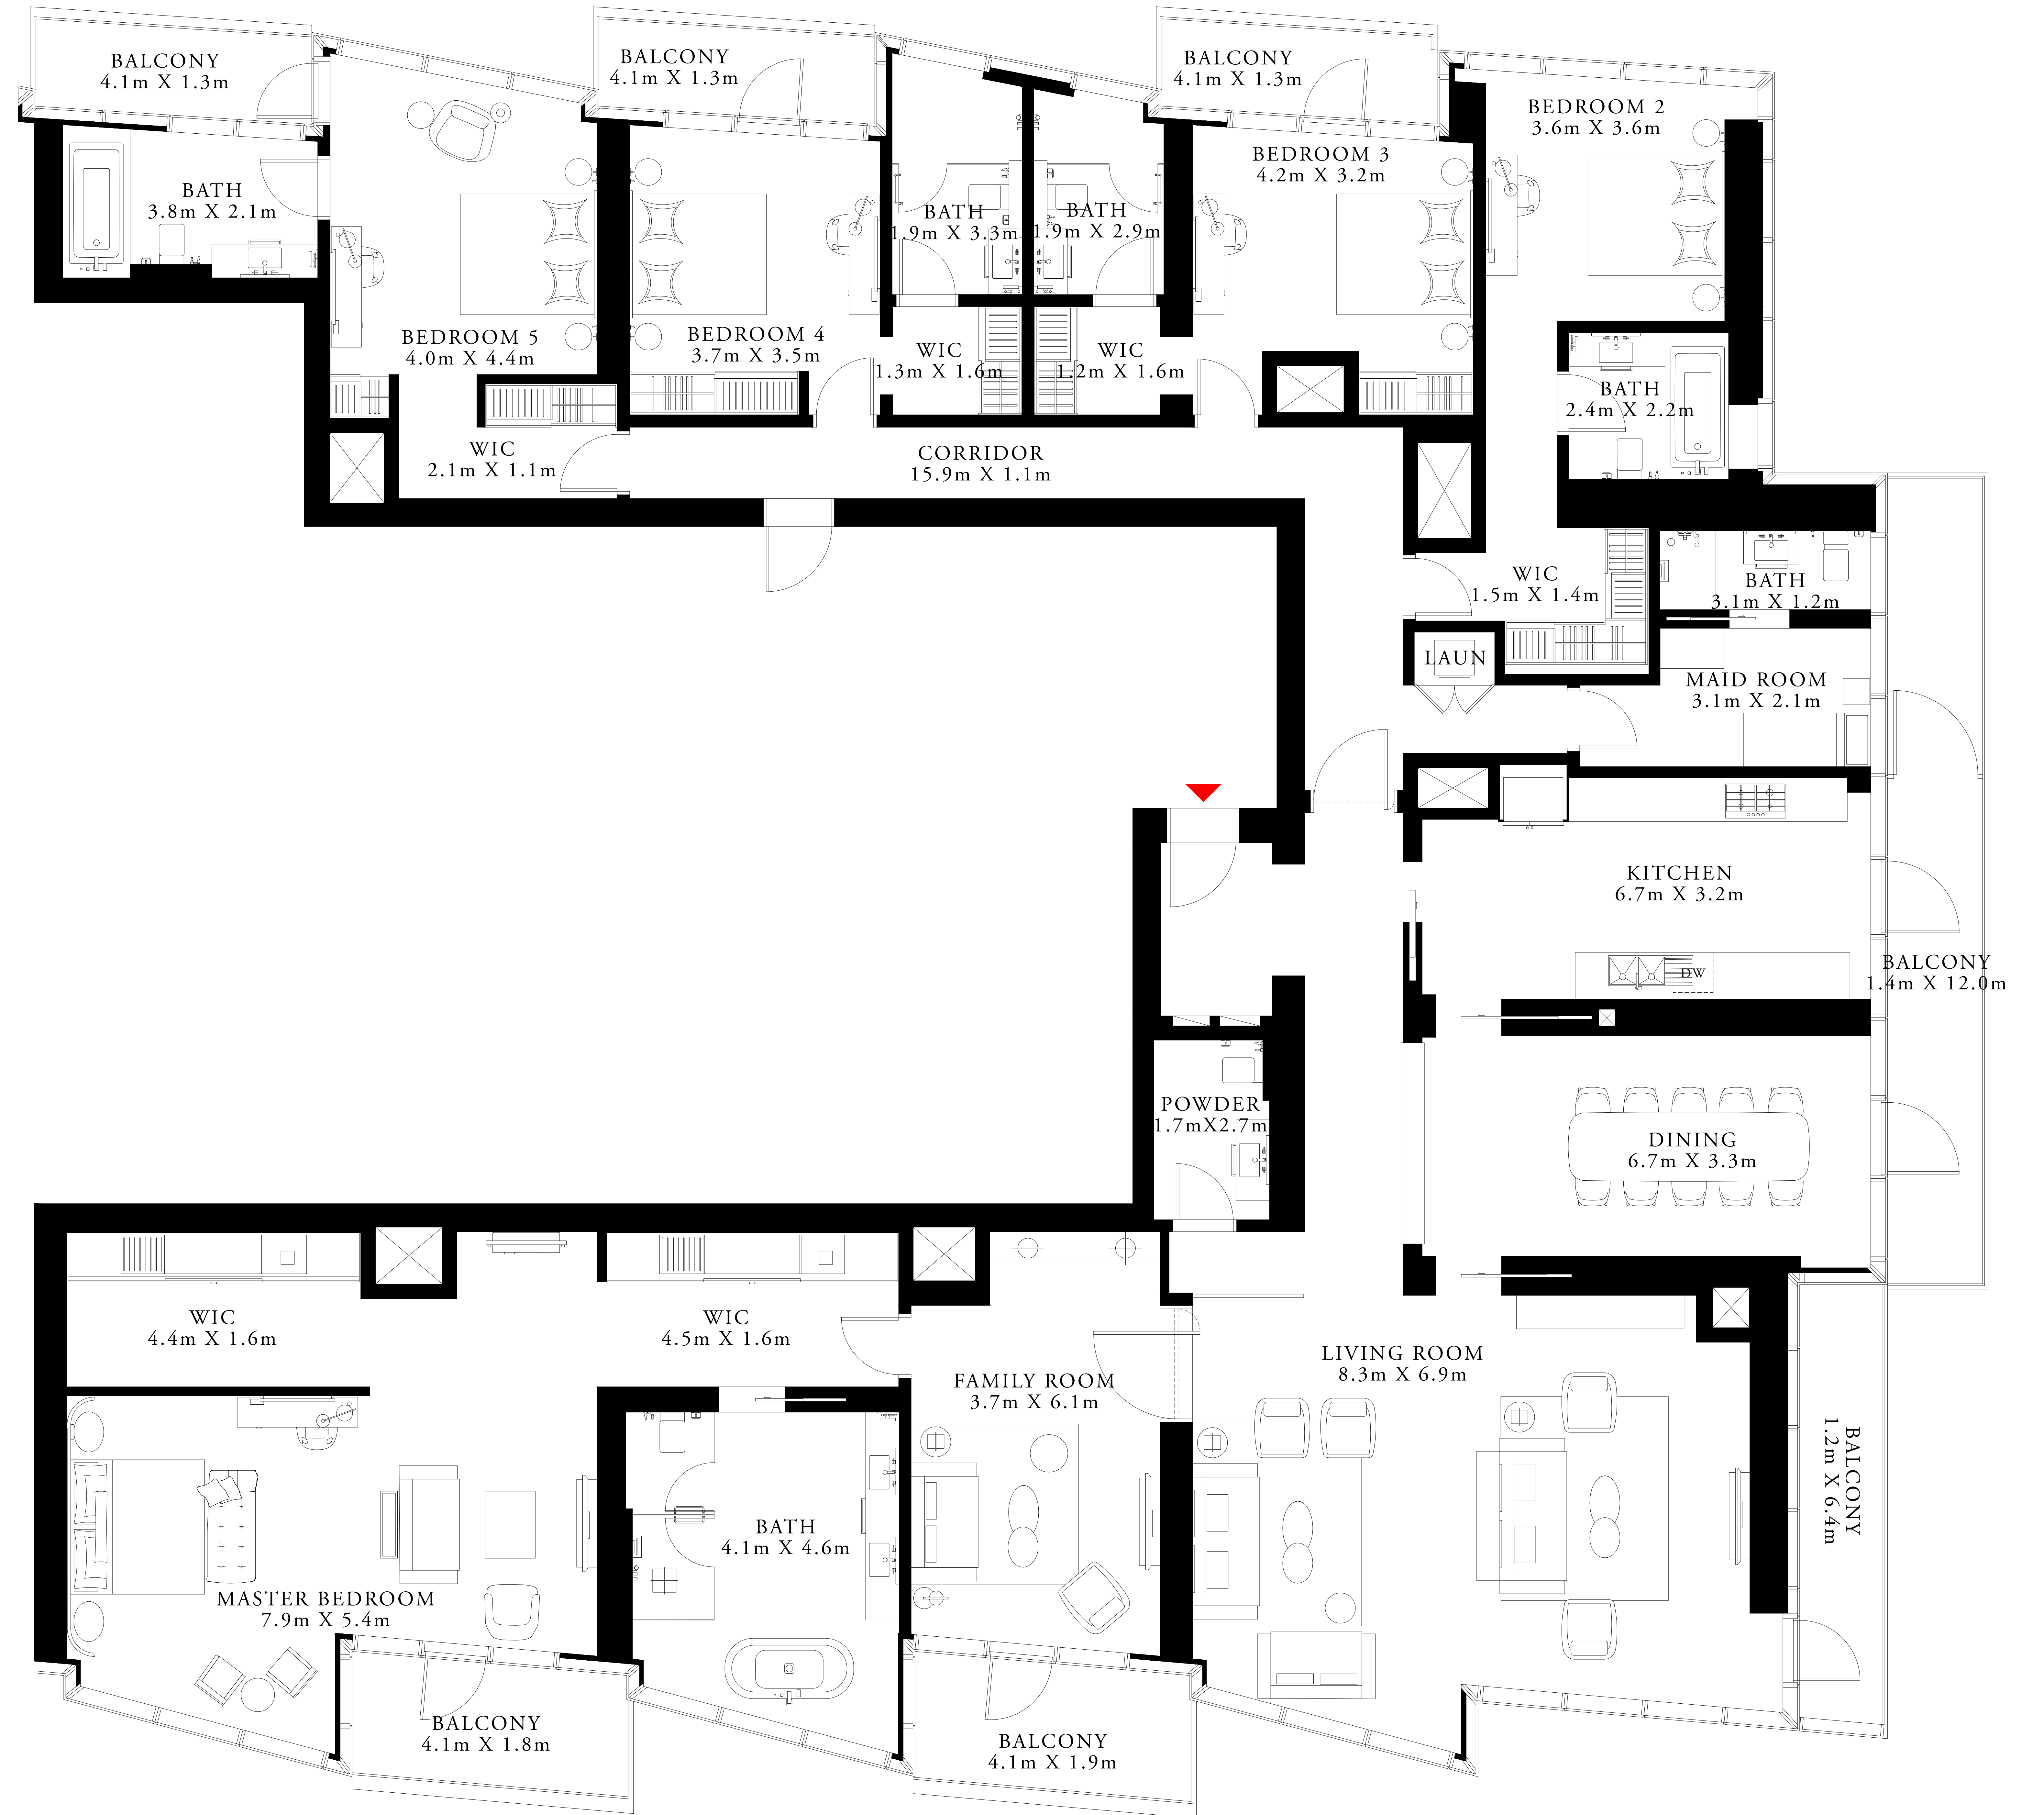 BALCONY
4.1m X 1.3m
BALCONY
4.1m X 1.3m
BALCONY
4.1m X 1.3m
BEDROOM 2
3.6m X 3.6m
BEDROOM 3
4.2m X 3.2m
BATH
3.8m X 2.1m
BATH
1.9m X 3.3m
BATH
1.9m X 2.9m
BEDROOM 5
4.0m X 4.4m
BEDROOM 4
3.7m X 3.5m
WIC
1.3m X 1.6m
WIC
1.2m X 1.6m
BATH
2.4m X 2.2m
WIC
2.1m X 1.1m
CORRIDOR
15.9m X 1.1m
WIC
1.5m X 1.4m
BATH
3.1m X 1.2m
LAUN
MAID ROOM
3.1m X 2.1m
KITCHEN
6.7m X 3.2m
DW
BALCONY
1.4m X 12.0m
POWDER
1.7mX2.7m
DINING
6.7m X 3.3m
WIC
4.4m X 1.6m
WIC
4.5m X 1.6m
FAMILY ROOM
3.7m X 6.1m
LIVING ROOM
8.3m X 6.9m
BALCONY
1.2m X 6.4m
BATH
4.1m X 4.6m
MASTER BEDROOM
7.9m X 5.4m
BALCONY
4.1m X 1.8m
BALCONY
4.1m X 1.9m